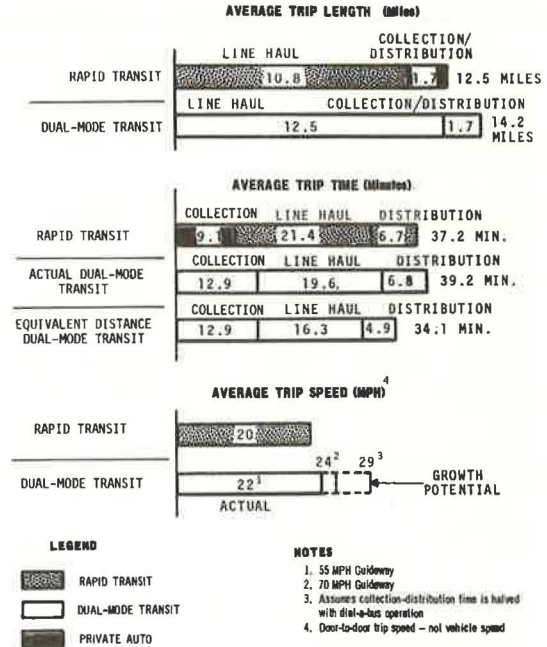 AVERAGE TRIP LENGTH (Miles)
LINE HAUL
COLLECTION/
DISTRIBUTION
RAPID TRANSIT
10.8
1.7
12.5 MILES
LINE HAUL
COLLECTION/DISTRIBUTION
DUAL-MODE TRANSIT
12.5
1.7
14.2
MILES
AVERAGE TRIP TIME (Minutes)
COLLECTION LINE HAUL DISTRIBUTION
RAPID TRANSIT
9.1
21.4
6.7
37.2 MIN.
COLLECTION LINE HAUL DISTRIBUTION
ACTUAL DUAL-MODE
TRANSIT
12.9
19.6,
6.8
39.2 MIN.
COLLECTION LINE HAUL DISTRIBUTION
EQUIVALENT DISTANCE
DUAL-MODE TRANSIT
12.9
16.3
4.9
34.1 MIN.
AVERAGE TRIP SPEED (MPH)4
RAPID TRANSIT
20
DUAL-MODE TRANSIT
221
242
293
GROWTH
POTENTIAL
ACTUAL
LEGEND
RAPID TRANSIT
DUAL-MODE TRANSIT
PRIVATE AUTO
NOTES
1. 55 MPH Guideway
2. 70 MPH Guideway
3. Assumes collection-distribution time is halved
with dial-a-bus operation
4. Door-to-door trip speed – not vehicle speed